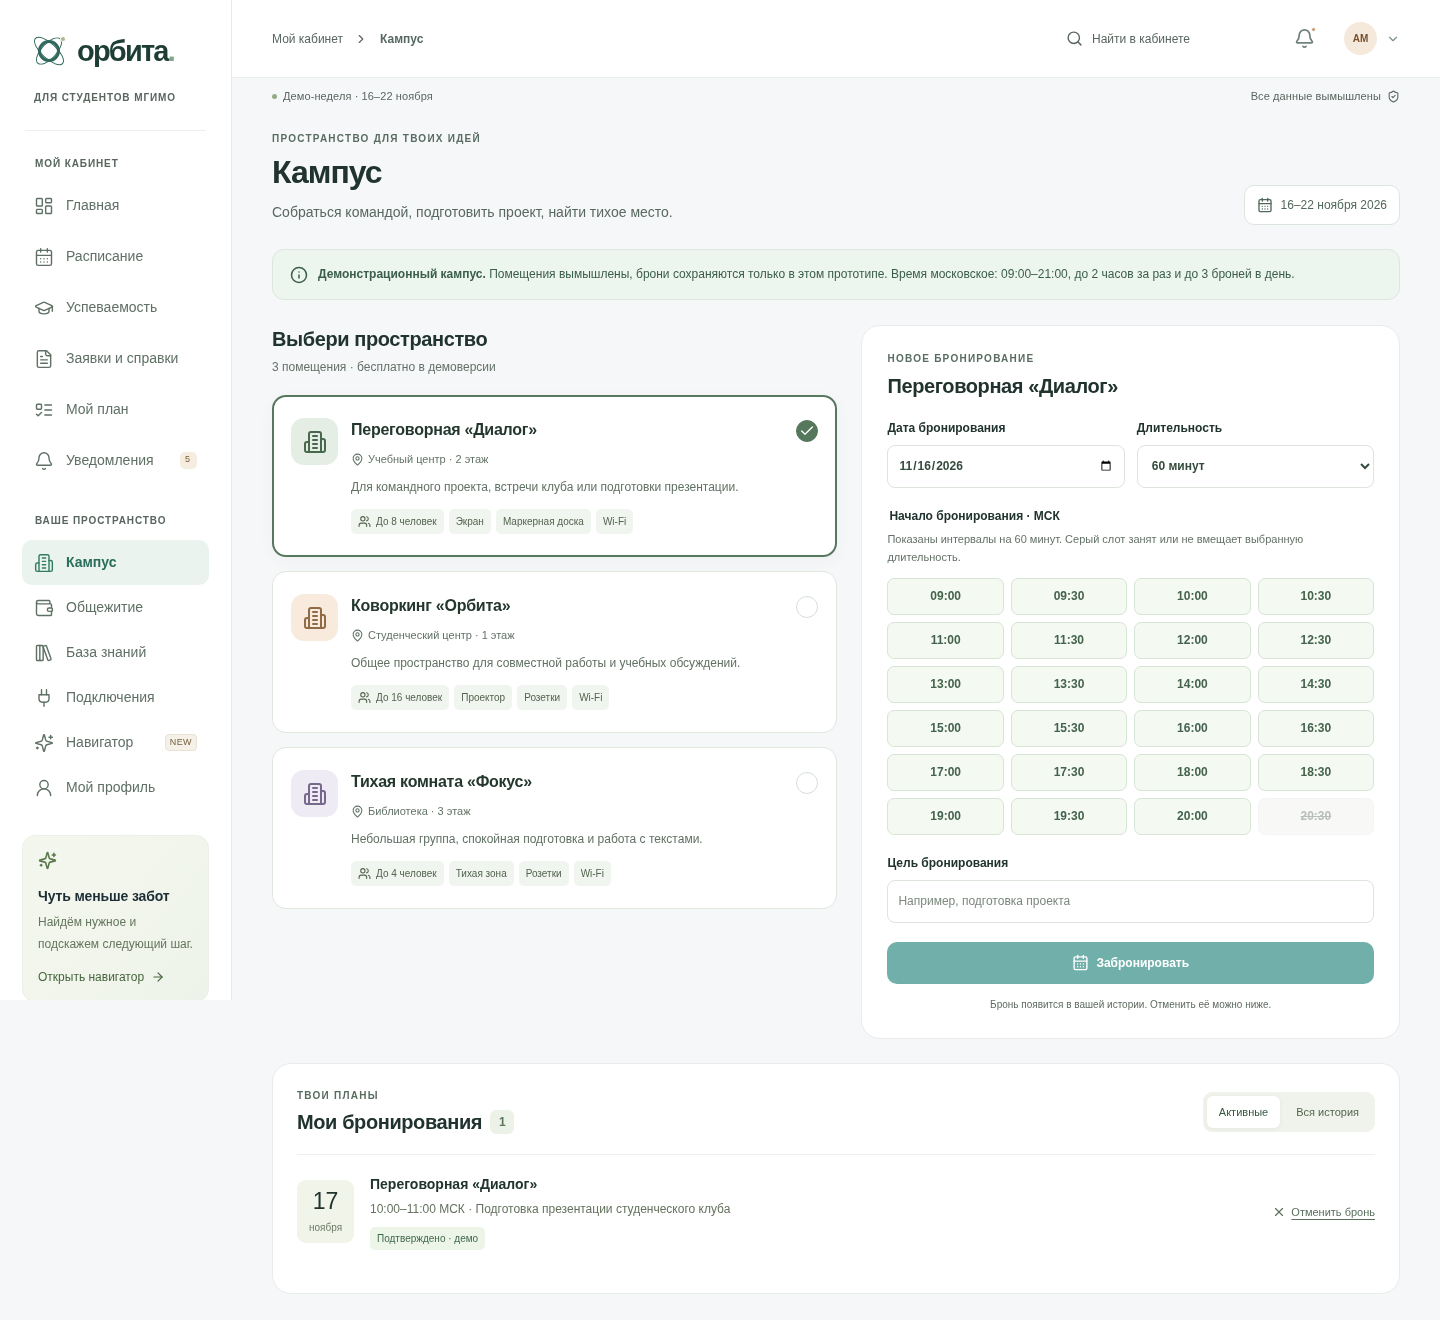 орбита.
ДЛЯ СТУДЕНТОВ МГИМО
МОЙ КАБИНЕТ
Главная
Расписание
Успеваемость
Заявки и справки
Мой план
Уведомления 5
ВАШЕ ПРОСТРАНСТВО
Кампус
Общежитие
База знаний
Подключения
Навигатор NEW
Мой профиль
Чуть меньше забот
Найдём нужное и
подскажем следующий шаг.
Открыть навигатор
Мой кабинет Кампус
Найти в кабинете
АМ
Демо-неделя · 16–22 ноября
Все данные вымышлены
ПРОСТРАНСТВО ДЛЯ ТВОИХ ИДЕЙ
Кампус
Собраться командой, подготовить проект, найти тихое место.
16–22 ноября 2026
Демонстрационный кампус. Помещения вымышлены, брони сохраняются только в этом прототипе. Время московское: 09:00–21:00, до 2 часов за раз и до 3 броней в день.
Выбери пространство
3 помещения · бесплатно в демоверсии
Переговорная «Диалог»
Учебный центр · 2 этаж
Для командного проекта, встречи клуба или подготовки презентации.
До 8 человек Экран Маркерная доска Wi-Fi
Коворкинг «Орбита»
Студенческий центр · 1 этаж
Общее пространство для совместной работы и учебных обсуждений.
До 16 человек Проектор Розетки Wi-Fi
Тихая комната «Фокус»
Библиотека · 3 этаж
Небольшая группа, спокойная подготовка и работа с текстами.
До 4 человек Тихая зона Розетки Wi-Fi
НОВОЕ БРОНИРОВАНИЕ
Переговорная «Диалог»
Дата бронирования Длительность
11/16/2026 60 минут
Начало бронирования · МСК
Показаны интервалы на 60 минут. Серый слот занят или не вмещает выбранную
длительность.
09:00 09:30 10:00 10:30
11:00 11:30 12:00 12:30
13:00 13:30 14:00 14:30
15:00 15:30 16:00 16:30
17:00 17:30 18:00 18:30
19:00 19:30 20:00 20:30
Цель бронирования
Например, подготовка проекта
Забронировать
Бронь появится в вашей истории. Отменить её можно ниже.
ТВОИ ПЛАНЫ
Мои бронирования 1
Активные Вся история
17
ноября
Переговорная «Диалог»
10:00–11:00 МСК · Подготовка презентации студенческого клуба
Подтверждено · демо
Отменить бронь